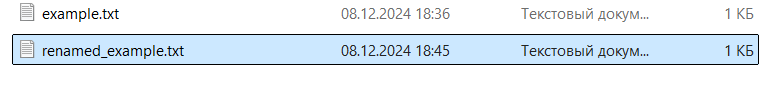 example.txt 08.12.2024 18:36 Текстовый докум... 1 КБ
renamed_example.txt 08.12.2024 18:45 Текстовый докум... 1 КБ